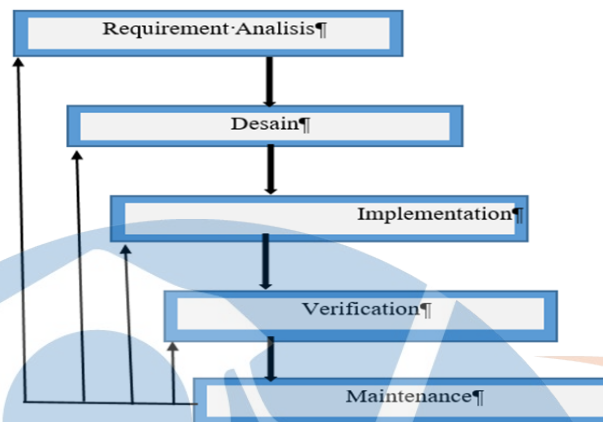 Requirement·Analisis¶
Desain¶
Implementation¶
Verification¶
Maintenance¶